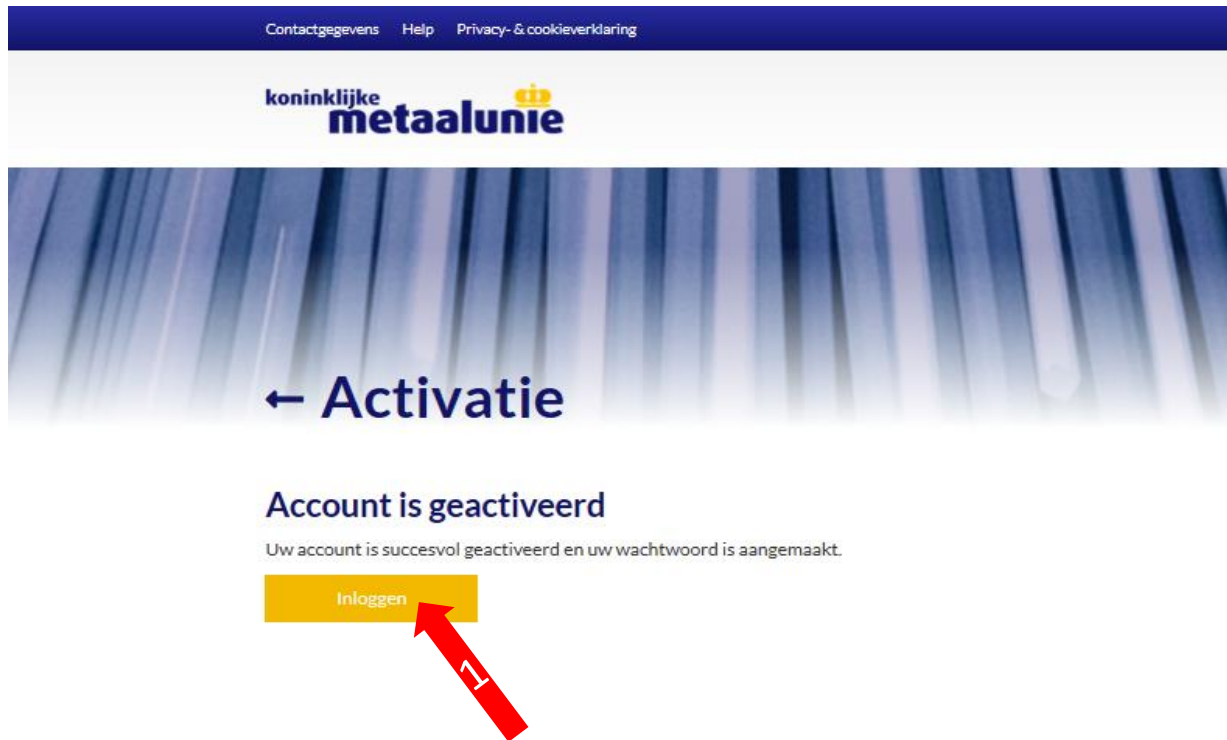 Contactgegevens Help Privacy- & cookieverklaring
koninklijke
metaalunie
← Activatie
Account is geactiveerd
Uw account is succesvol geactiveerd en uw wachtwoord is aangemaakt.
Inloggen
1